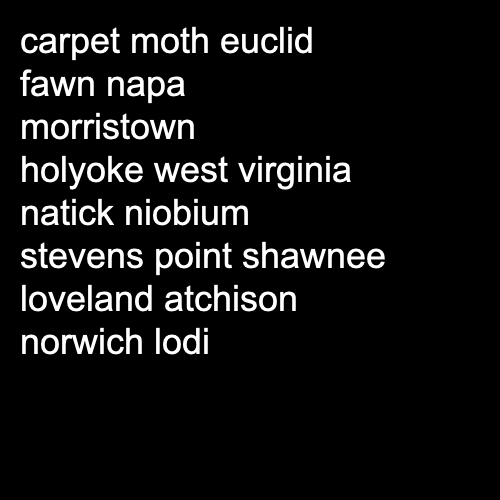 carpet moth euclid
fawn napa
morristown
holyoke west virginia
natick niobium
stevens point shawnee
loveland atchison
norwich lodi